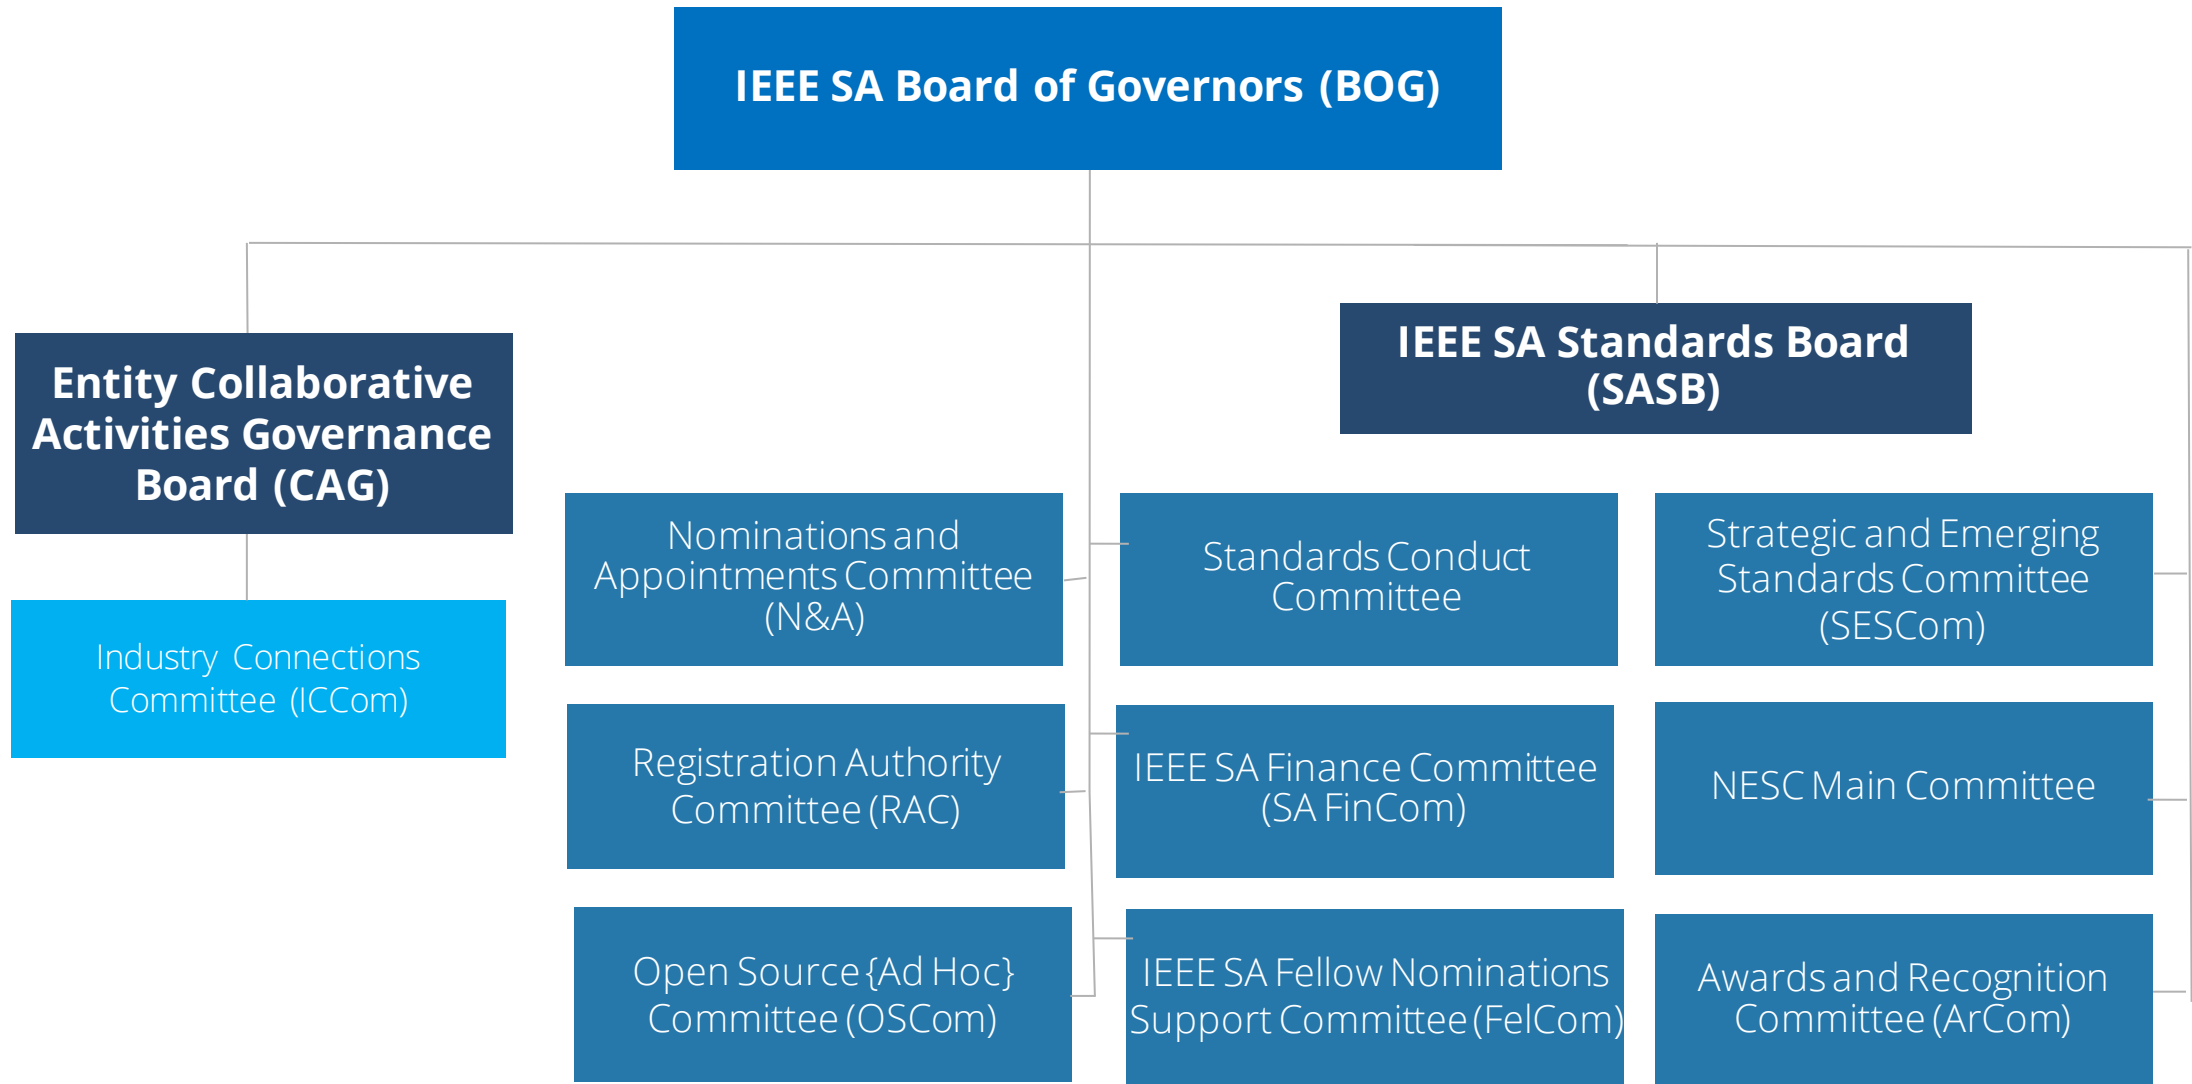 IEEE SA Board of Governors (BOG)
Entity Collaborative
Activities Governance
Board (CAG)
IEEE SA Standards Board
(SASB)
Industry Connections
Committee (ICCom)
Nominations and
Appointments Committee
(N&A)
Standards Conduct
Committee
Strategic and Emerging
Standards Committee
(SESCom)
Registration Authority
Committee (RAC)
IEEE SA Finance Committee
(SA FinCom)
NESC Main Committee
Open Source {Ad Hoc}
Committee (OSCom)
IEEE SA Fellow Nominations
Support Committee (FelCom)
Awards and Recognition
Committee (ArCom)